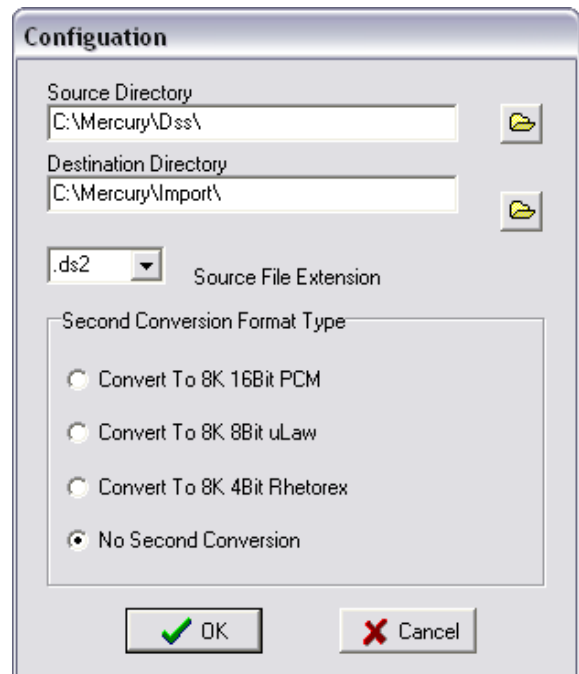 Configuation
Source Directory
C:\Mercury\Dss\
Destination Directory
C:\Mercury\Import\
.ds2
Source File Extension
Second Conversion Format Type
Convert To 8K 16Bit PCM
Convert To 8K 8Bit uLaw
Convert To 8K 4Bit Rhetorex
No Second Conversion
OK
Cancel